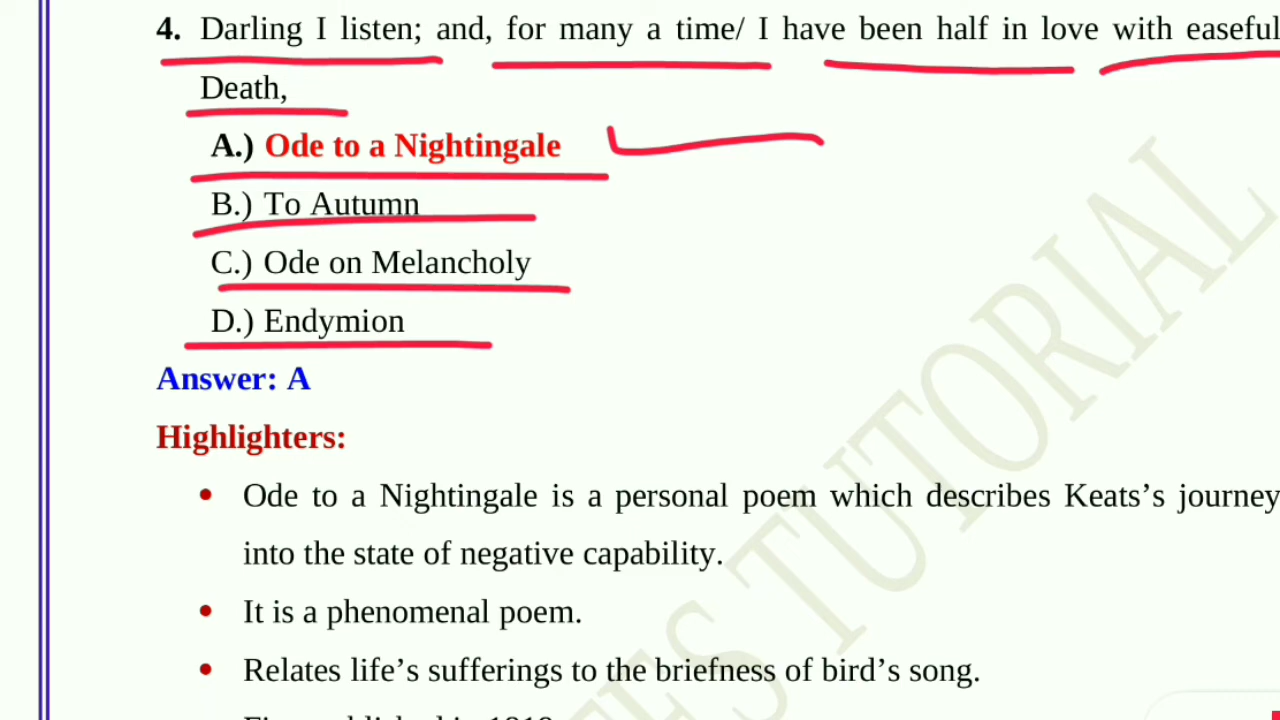 4. Darling I listen; and, for many a time/ I have been half in love with easeful
Death,
A.) Ode to a Nightingale
B.) To Autumn
C.) Ode on Melancholy
D.) Endymion
Answer: A
Highlighters:
• Ode to a Nightingale is a personal poem which describes Keats’s journey
into the state of negative capability.
• It is a phenomenal poem.
• Relates life’s sufferings to the briefness of bird’s song.
TUTORIAL